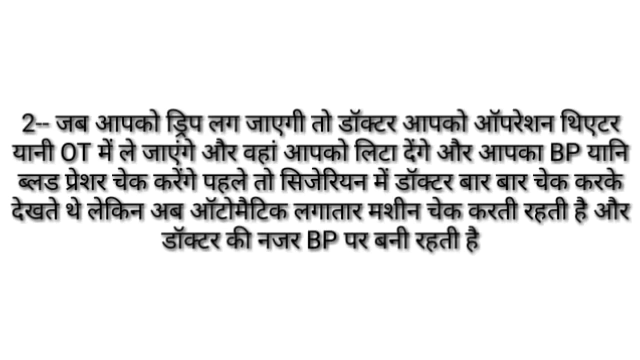 2-- जब आपको ड्रिप लग जाएगी तो डॉक्टर आपको ऑपरेशन थिएटर
यानी OT में ले जाएंगे और वहां आपको लिटा देंगे और आपका BP यानि
ब्लड प्रेशर चेक करेंगे पहले तो सिजेरियन में डॉक्टर बार बार चेक करके
देखते थे लेकिन अब ऑटोमैटिक लगातार मशीन चेक करती रहती है और
डॉक्टर की नजर BP पर बनी रहती है